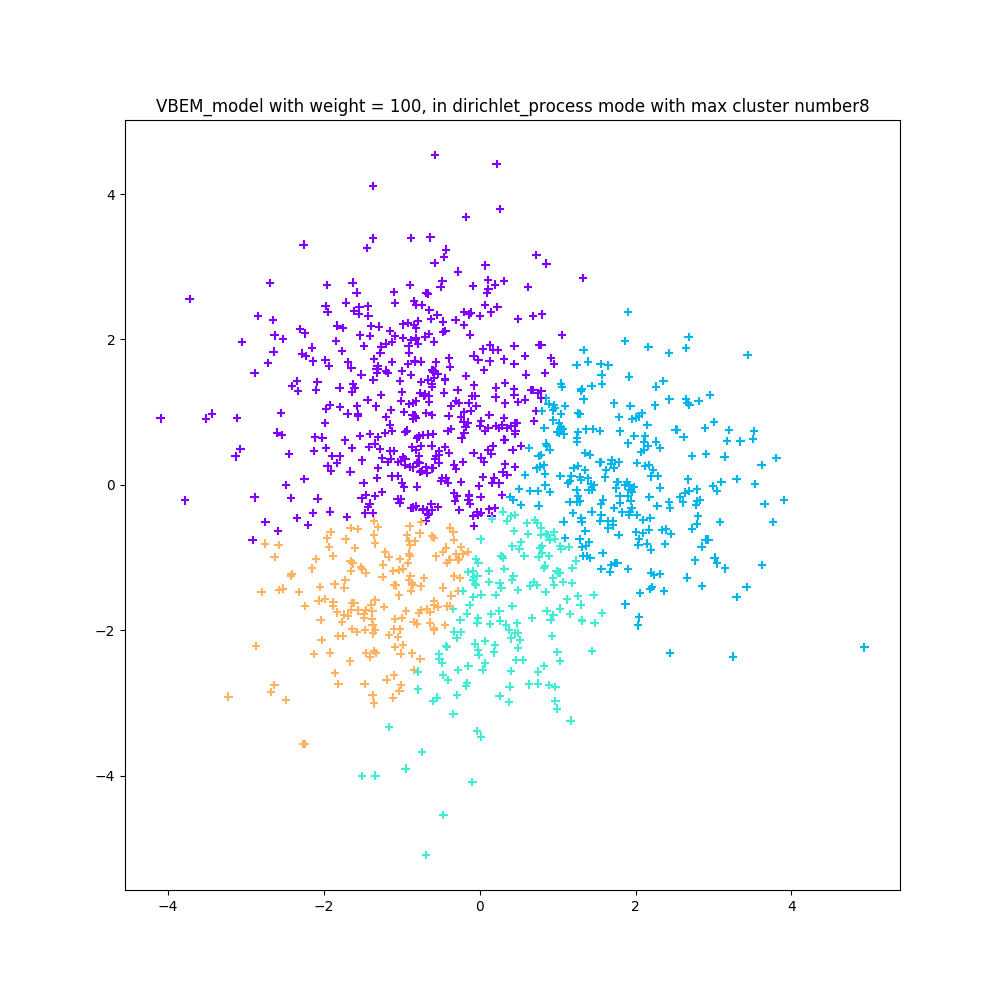 VBEM_model with weight = 100, in dirichlet_process mode with max cluster number8
4
2
0
−2
−4
−4 −2 0 2 4